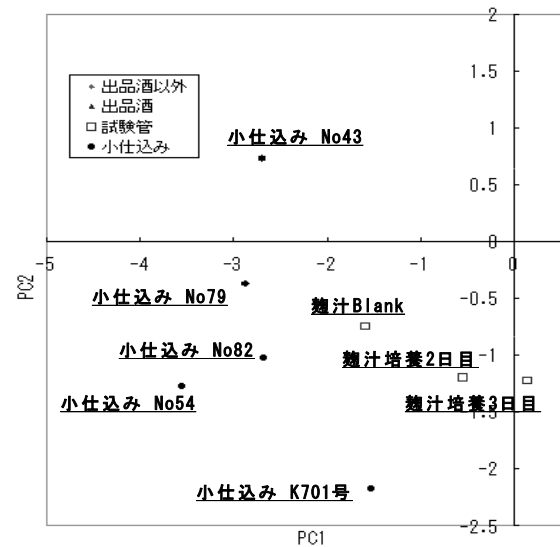 2
1.5
出品酒以外
出品酒
試験管
小仕込み
小仕込み No43
1
0.5
0
-5 -4 -3 -2 -1 0
PC2
小仕込み No79
麹汁Blank
-0.5
小仕込み No82
麹汁培養2日目
-1
小仕込み No54
麹汁培養3日目
-1.5
小仕込み K701号
-2
-2.5
PC1